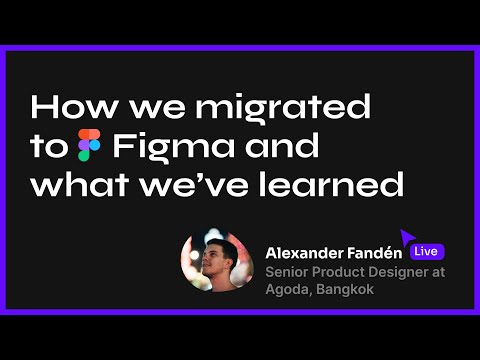 How we migrated
to Figma and
what we’ve learned
Alexander Fandén
Live
Senior Product Designer at
Agoda, Bangkok